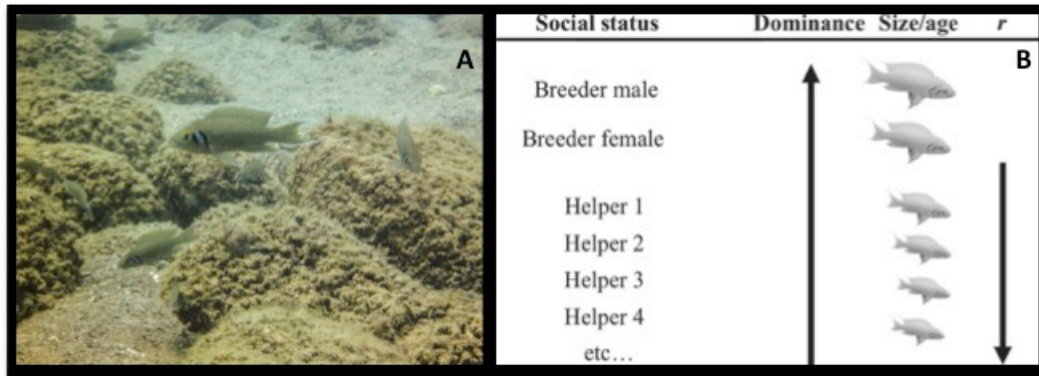 A
Social status Dominance Size/age r
B
Breeder male
Breeder female
Helper 1
Helper 2
Helper 3
Helper 4
etc...